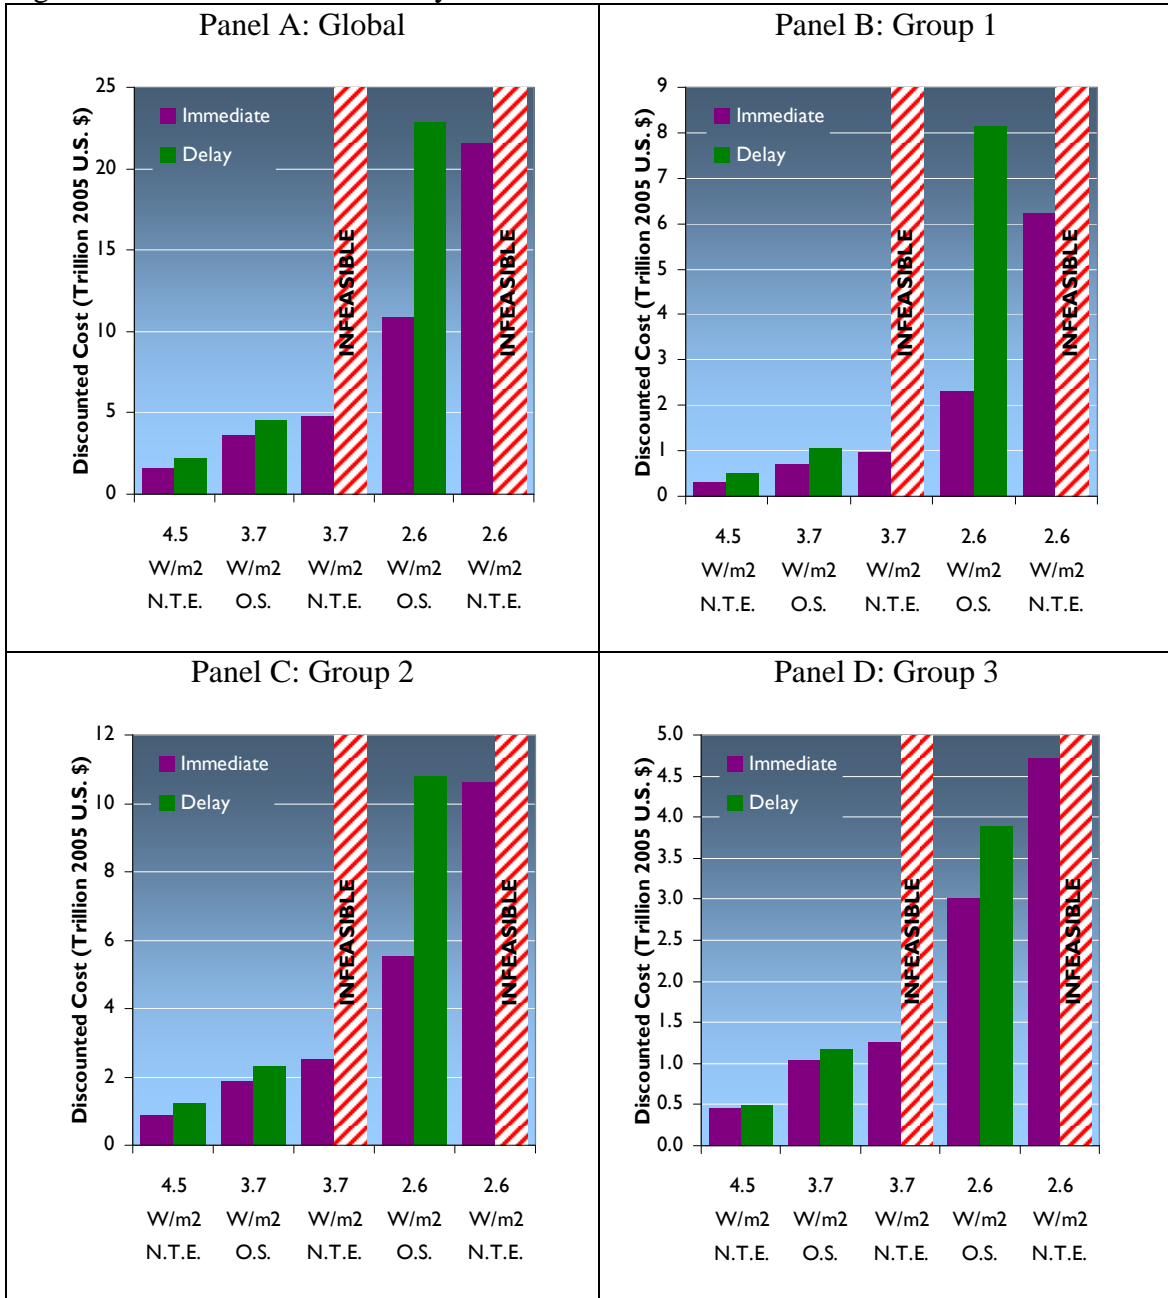 Panel A: Global
Discounted Cost (Trillion 2005 U.S. $)
25
20
15
10
5
0
Immediate
Delay
INFEASIBLE
INFEASIBLE
4.5 3.7 3.7 2.6 2.6
W/m2 W/m2 W/m2 W/m2 W/m2
N.T.E. O.S. N.T.E. O.S. N.T.E.
Panel B: Group 1
Discounted Cost (Trillion 2005 U.S. $)
9
8
7
6
5
4
3
2
1
0
Immediate
Delay
INFEASIBLE
INFEASIBLE
4.5 3.7 3.7 2.6 2.6
W/m2 W/m2 W/m2 W/m2 W/m2
N.T.E. O.S. N.T.E. O.S. N.T.E.
Panel C: Group 2
Discounted Cost (Trillion 2005 U.S. $)
12
10
8
6
4
2
0
Immediate
Delay
INFEASIBLE
INFEASIBLE
4.5 3.7 3.7 2.6 2.6
W/m2 W/m2 W/m2 W/m2 W/m2
N.T.E. O.S. N.T.E. O.S. N.T.E.
Panel D: Group 3
Discounted Cost (Trillion 2005 U.S. $)
5.0
4.5
4.0
3.5
3.0
2.5
2.0
1.5
1.0
0.5
0.0
Immediate
Delay
INFEASIBLE
INFEASIBLE
4.5 3.7 3.7 2.6 2.6
W/m2 W/m2 W/m2 W/m2 W/m2
N.T.E. O.S. N.T.E. O.S. N.T.E.